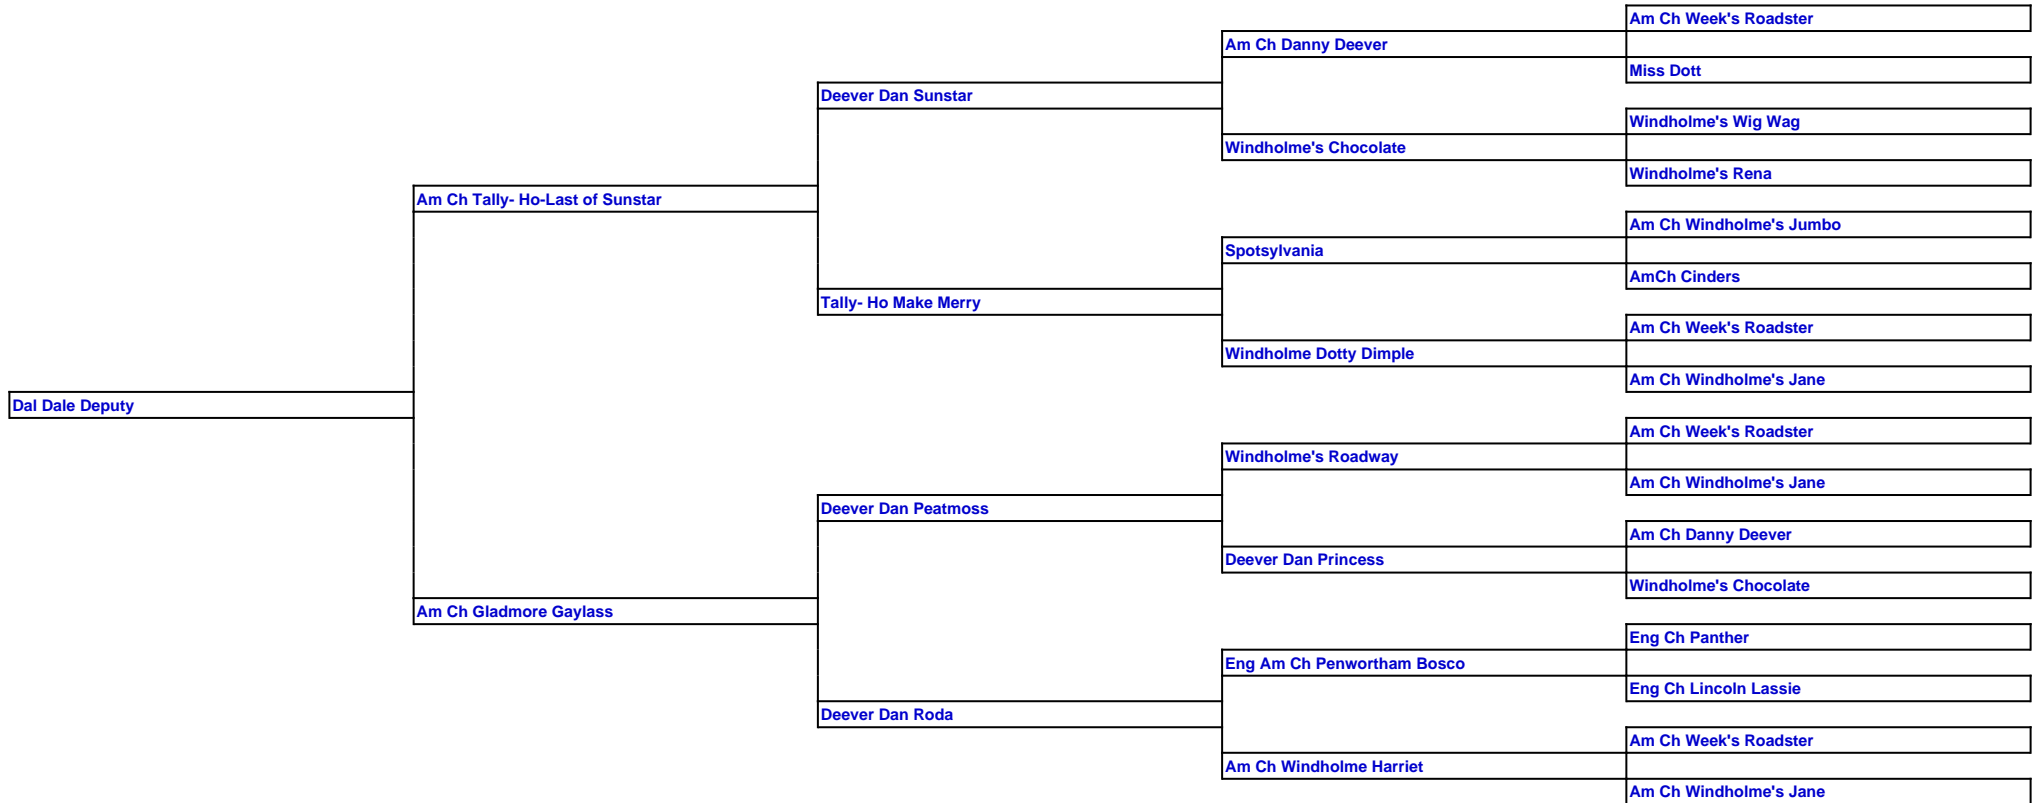 Am Ch Week's Roadster
Am Ch Danny Deever
Miss Dott
Deever Dan Sunstar
Windholme's Wig Wag
Windholme's Chocolate
Windholme's Rena
Am Ch Tally- Ho-Last of Sunstar
Am Ch Windholme's Jumbo
Spotsylvania
AmCh Cinders
Tally- Ho Make Merry
Am Ch Week's Roadster
Windholme Dotty Dimple
Am Ch Windholme's Jane
Dal Dale Deputy
Am Ch Week's Roadster
Windholme's Roadway
Am Ch Windholme's Jane
Deever Dan Peatmoss
Am Ch Danny Deever
Deever Dan Princess
Windholme's Chocolate
Am Ch Gladmore Gaylass
Eng Ch Panther
Eng Am Ch Penwortham Bosco
Eng Ch Lincoln Lassie
Deever Dan Roda
Am Ch Week's Roadster
Am Ch Windholme Harriet
Am Ch Windholme's Jane